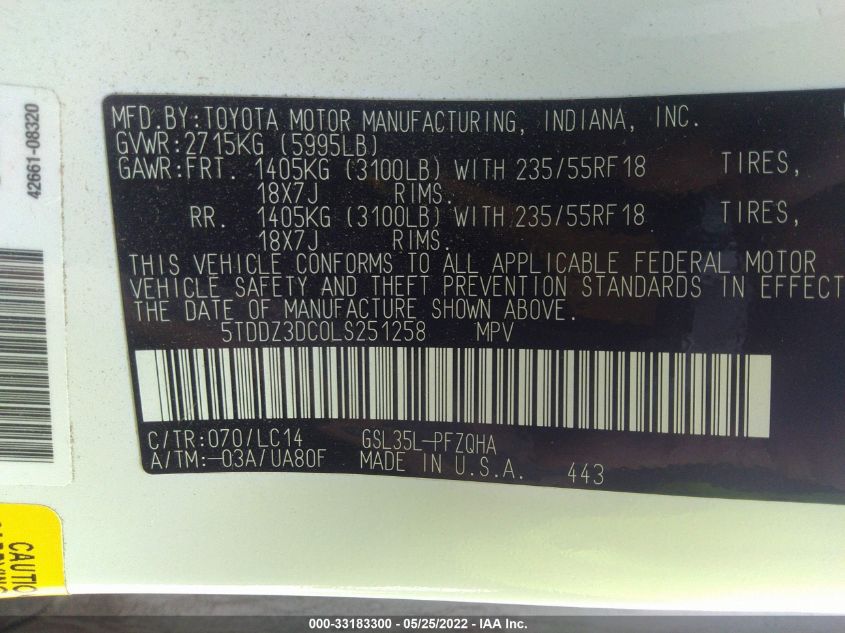 42661-08320
MFD.BY:TOYOTA MOTOR MANUFACTURING, INDIANA, INC.
GVWR:2715KG (5995LB)
GAWR:FRT. 1405KG (3100LB) WITH 235/55RF18 TIRES,
18X7J RIMS.
RR. 1405KG (3100LB) WITH 235/55RF18 TIRES,
18X7J RIMS.
THIS VEHICLE CONFORMS TO ALL APPLICABLE FEDERAL MOTOR
VEHICLE SAFETY AND THEFT PREVENTION STANDARDS IN EFFECT
THE DATE OF MANUFACTURE SHOWN ABOVE.
5TDDZ3DC0LS251258 MPV
C/TR:070/LC14 GSL35L-PFZQHA
A/TM:-03A/UA80F MADE IN U.S.A. 443
CAUTIO
000-33183300 - 05/25/2022 - IAA Inc.